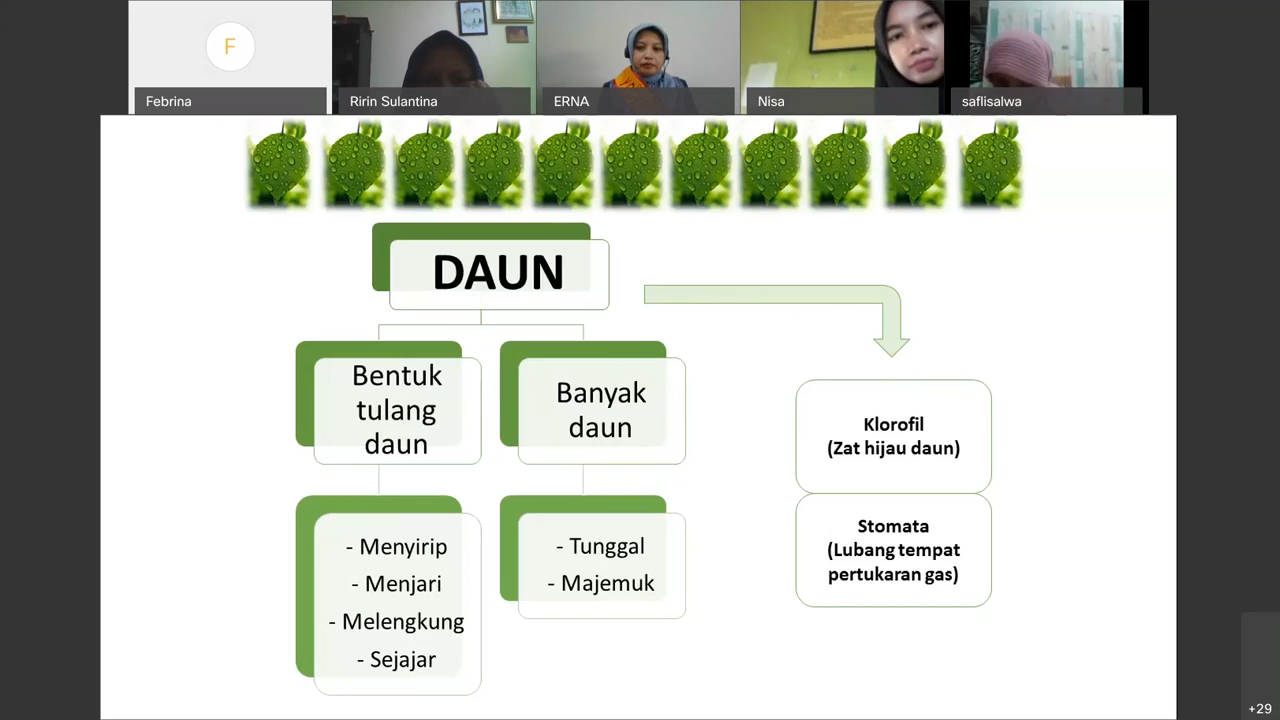 F
Febrina
Ririn Sulantina
ERNA
Nisa
saflisalwa
DAUN
Bentuk
tulang
daun
Banyak
daun
- Menyirip
- Menjari
- Melengkung
- Sejajar
- Tunggal
- Majemuk
Klorofil
(Zat hijau daun)
Stomata
(Lubang tempat
pertukaran gas)
+29